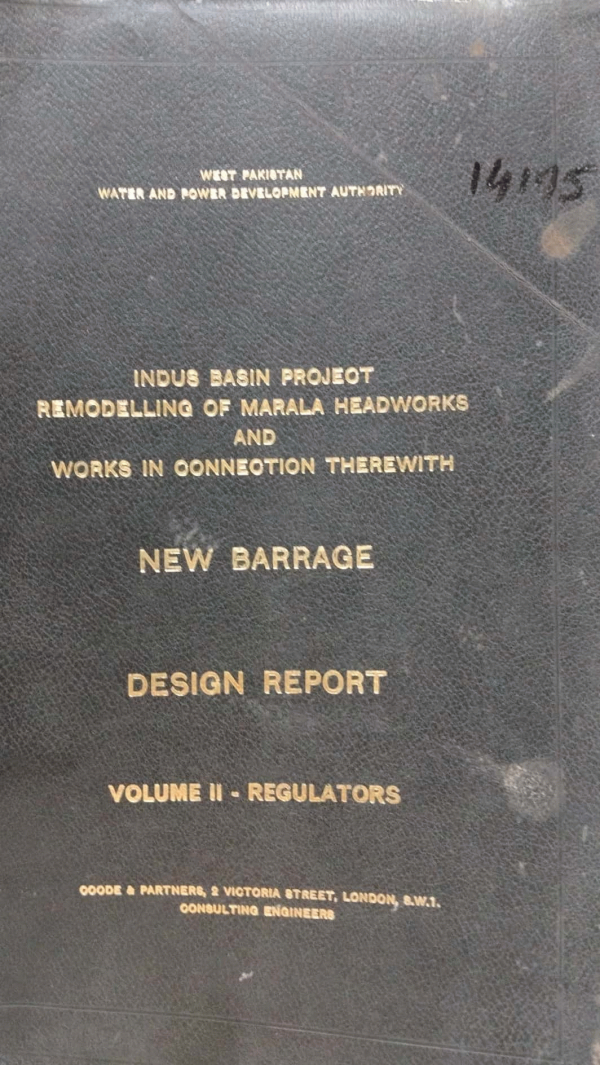 WEST PAKISTAN
WATER AND POWER DEVELOPMENT AUTHORITY
INDUS BASIN PROJECT
REMODELLING OF MARALA HEADWORKS
AND
WORKS IN CONNECTION THEREWITH
NEW BARRAGE
DESIGN REPORT
VOLUME II - REGULATORS
COODE & PARTNERS, 2 VICTORIA STREET, LONDON, S.W.1.
CONSULTING ENGINEERS